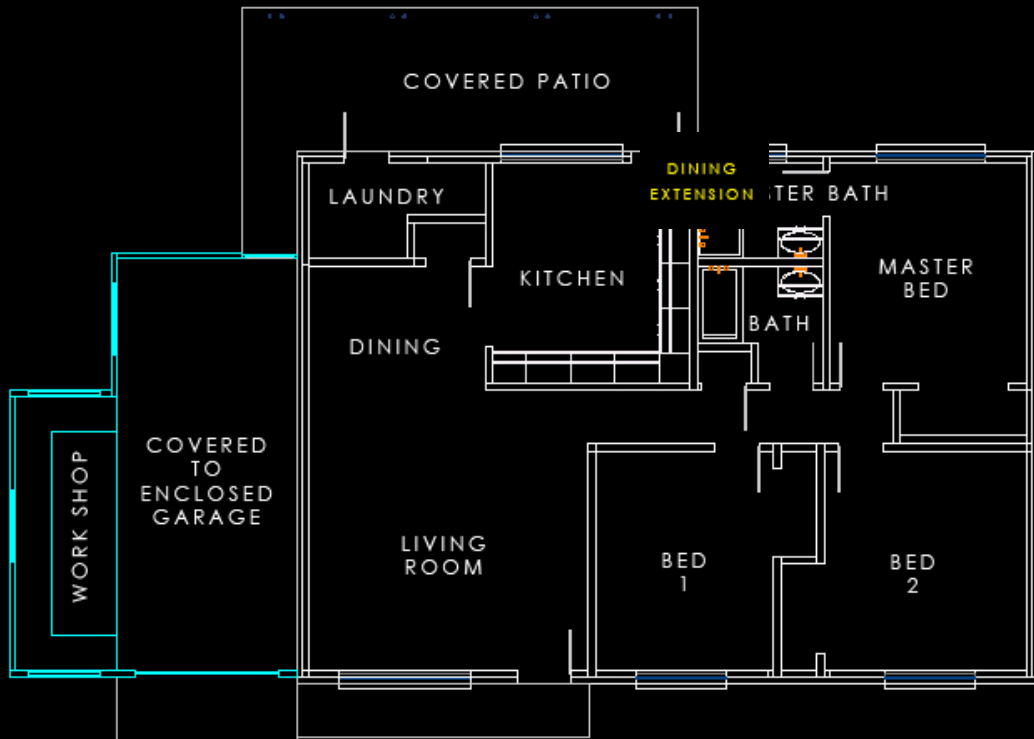 COVERED PATIO
DINING
EXTENSION
LAUNDRY
STER BATH
KITCHEN
MASTER
BED
DINING
BATH
COVERED
TO
ENCLOSED
GARAGE
WORK SHOP
LIVING
ROOM
BED
1
BED
2